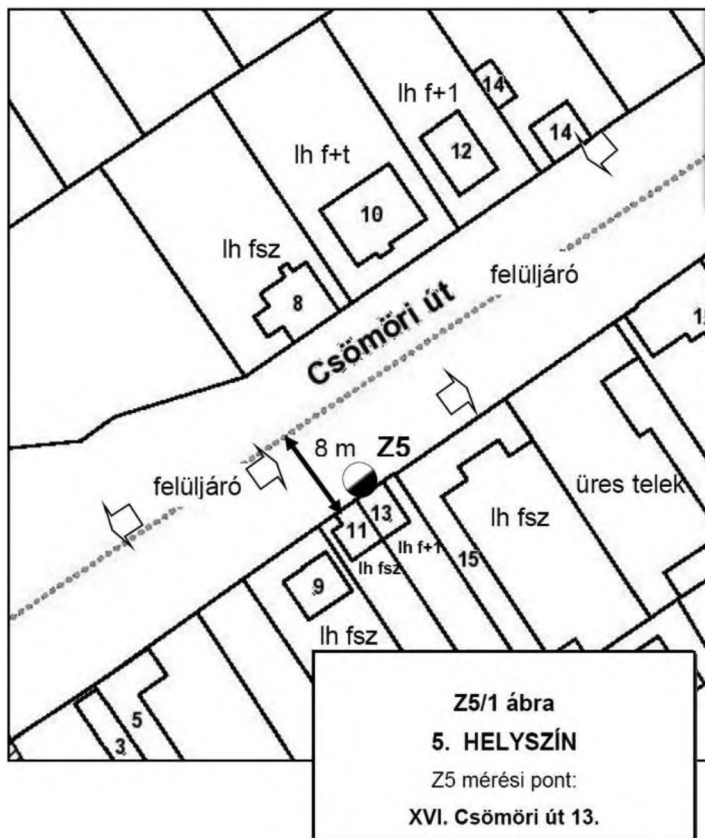 14
lh f+1
14
12
lh f+t
10
lh fsz
8
felüljáró
Csömöri út
8 m
Z5
felüljáró
üres telek
13
11
lh fsz
lh f+1
lh fsz
15
9
lh fsz
5
3
Z5/1 ábra
5. HELYSZÍN
Z5 mérési pont:
XVI. Csömöri út 13.